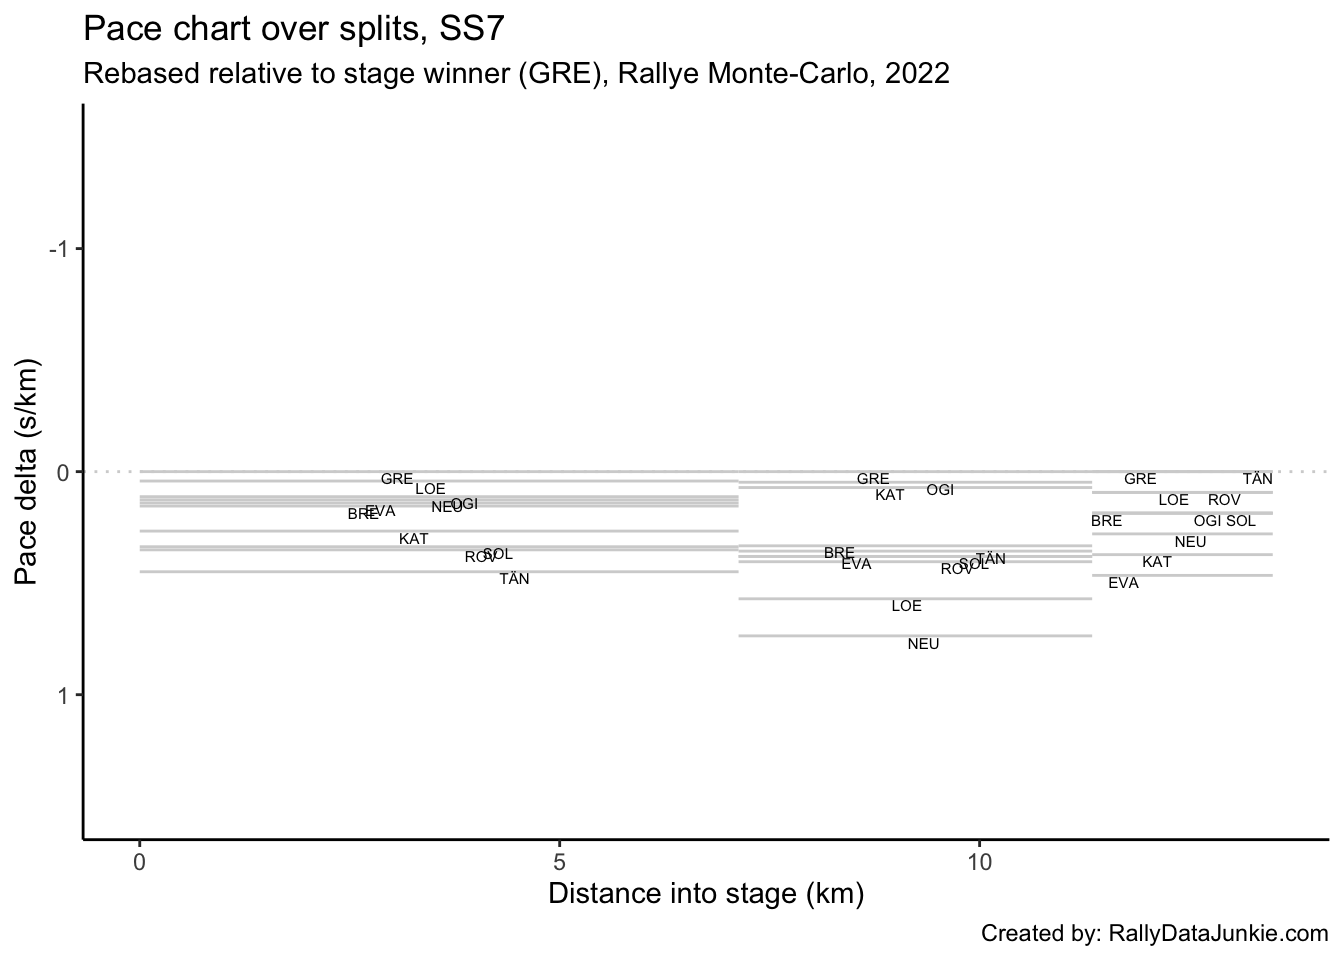 Pace chart over splits, SS7
Rebased relative to stage winner (GRE), Rallye Monte-Carlo, 2022
Pace delta (s/km)
-1
0
1
GRE
LOE
OGI
NEU
EVA
BRE
KAT
SOL
ROV
TÄN
GRE
OGI
KAT
BRE
TÄN
EVA
SOL
ROV
LOE
NEU
GRE
TÄN
LOE ROV
BRE OGI SOL
NEU
KAT
EVA
0 5 10
Distance into stage (km)
Created by: RallyDataJunkie.com